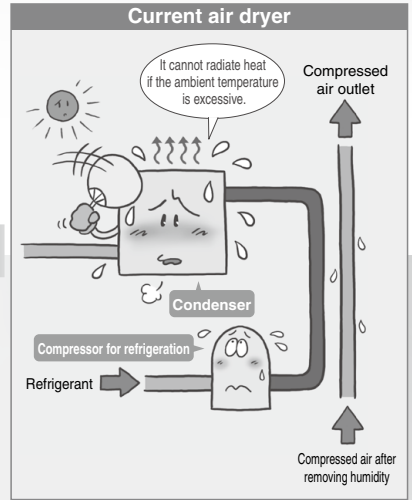 Current air dryer
It cannot radiate heat
if the ambient temperature
is excessive.
Compressed
air outlet
Condenser
Compressor for refrigeration
Refrigerant
Compressed air after
removing humidity